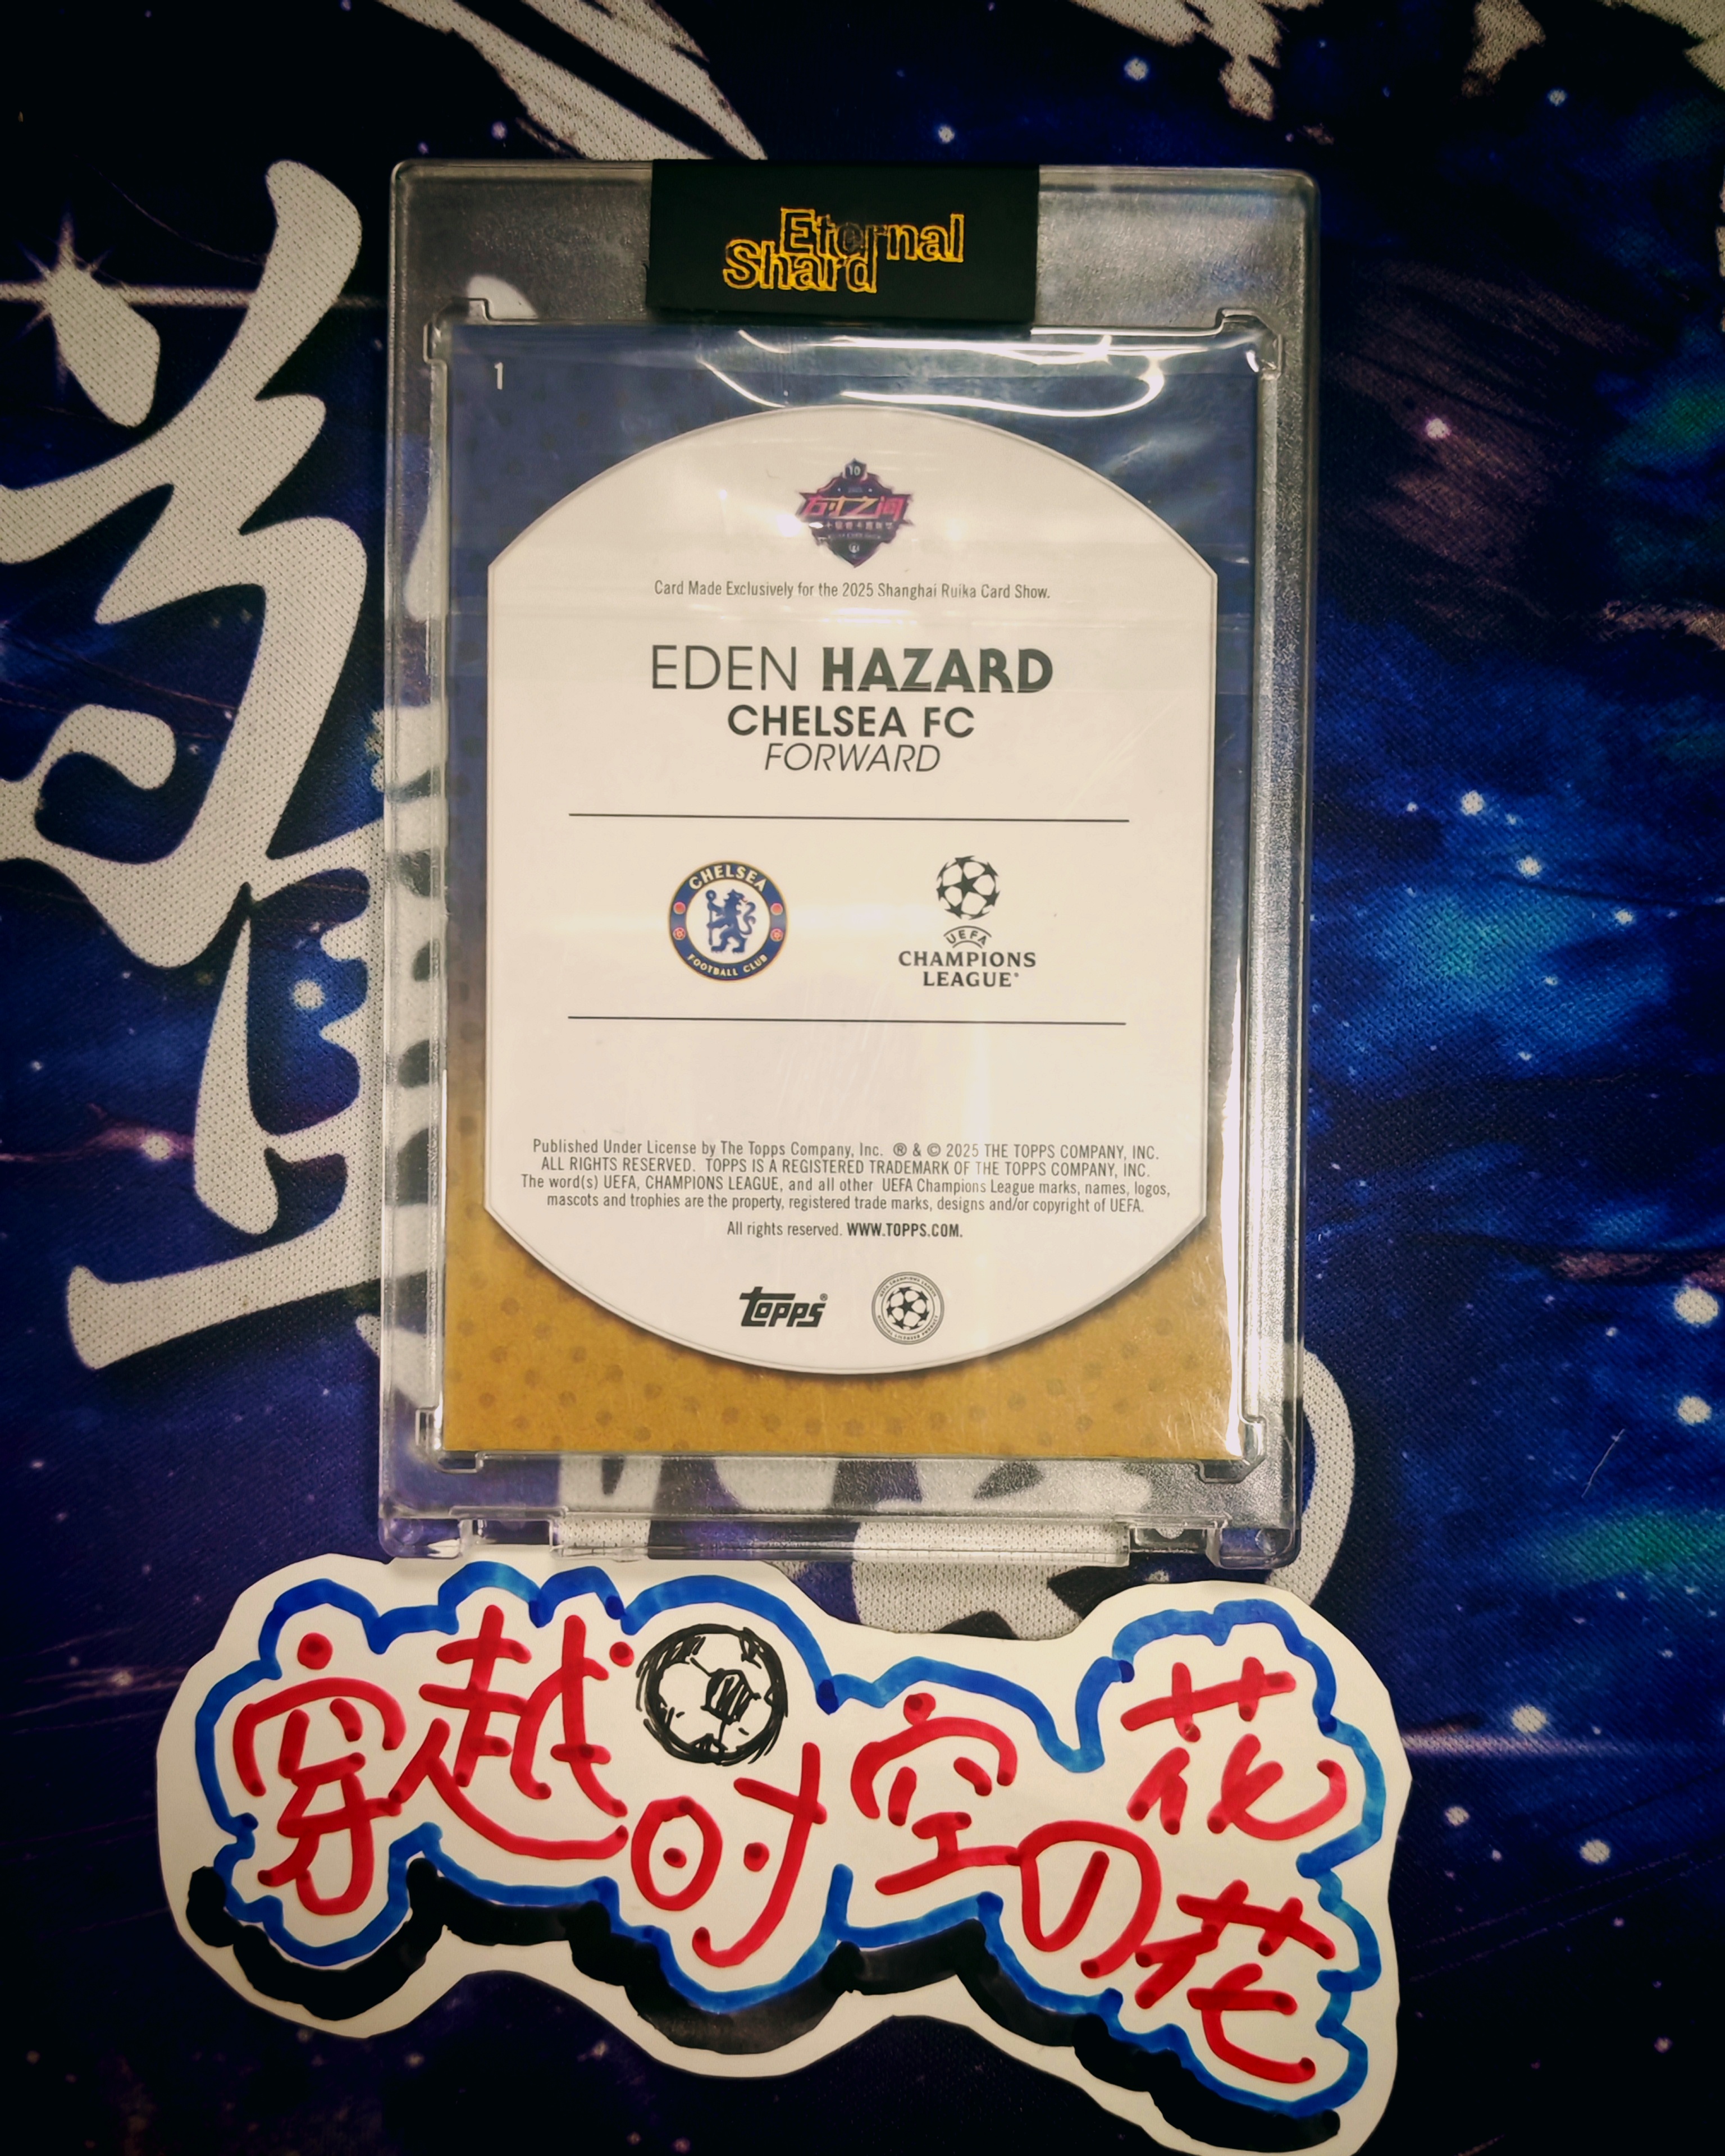 Eternal
Shard
1
10
方寸之间
Card Made Exclusively for the 2025 Shanghai Ruika Card Show.
EDEN HAZARD
CHELSEA FC
FORWARD
CHELSEA
FOOTBALL CLUB
UEFA
CHAMPIONS
LEAGUE®
Published Under License by The Topps Company, Inc. ® & © 2025 THE TOPPS COMPANY, INC.
ALL RIGHTS RESERVED. TOPPS IS A REGISTERED TRADEMARK OF THE TOPPS COMPANY, INC.
The word(s) UEFA, CHAMPIONS LEAGUE, and all other UEFA Champions League marks, names, logos,
mascots and trophies are the property, registered trade marks, designs and/or copyright of UEFA.
All rights reserved. WWW.TOPPS.COM.
Topps®
穿越时空の花花